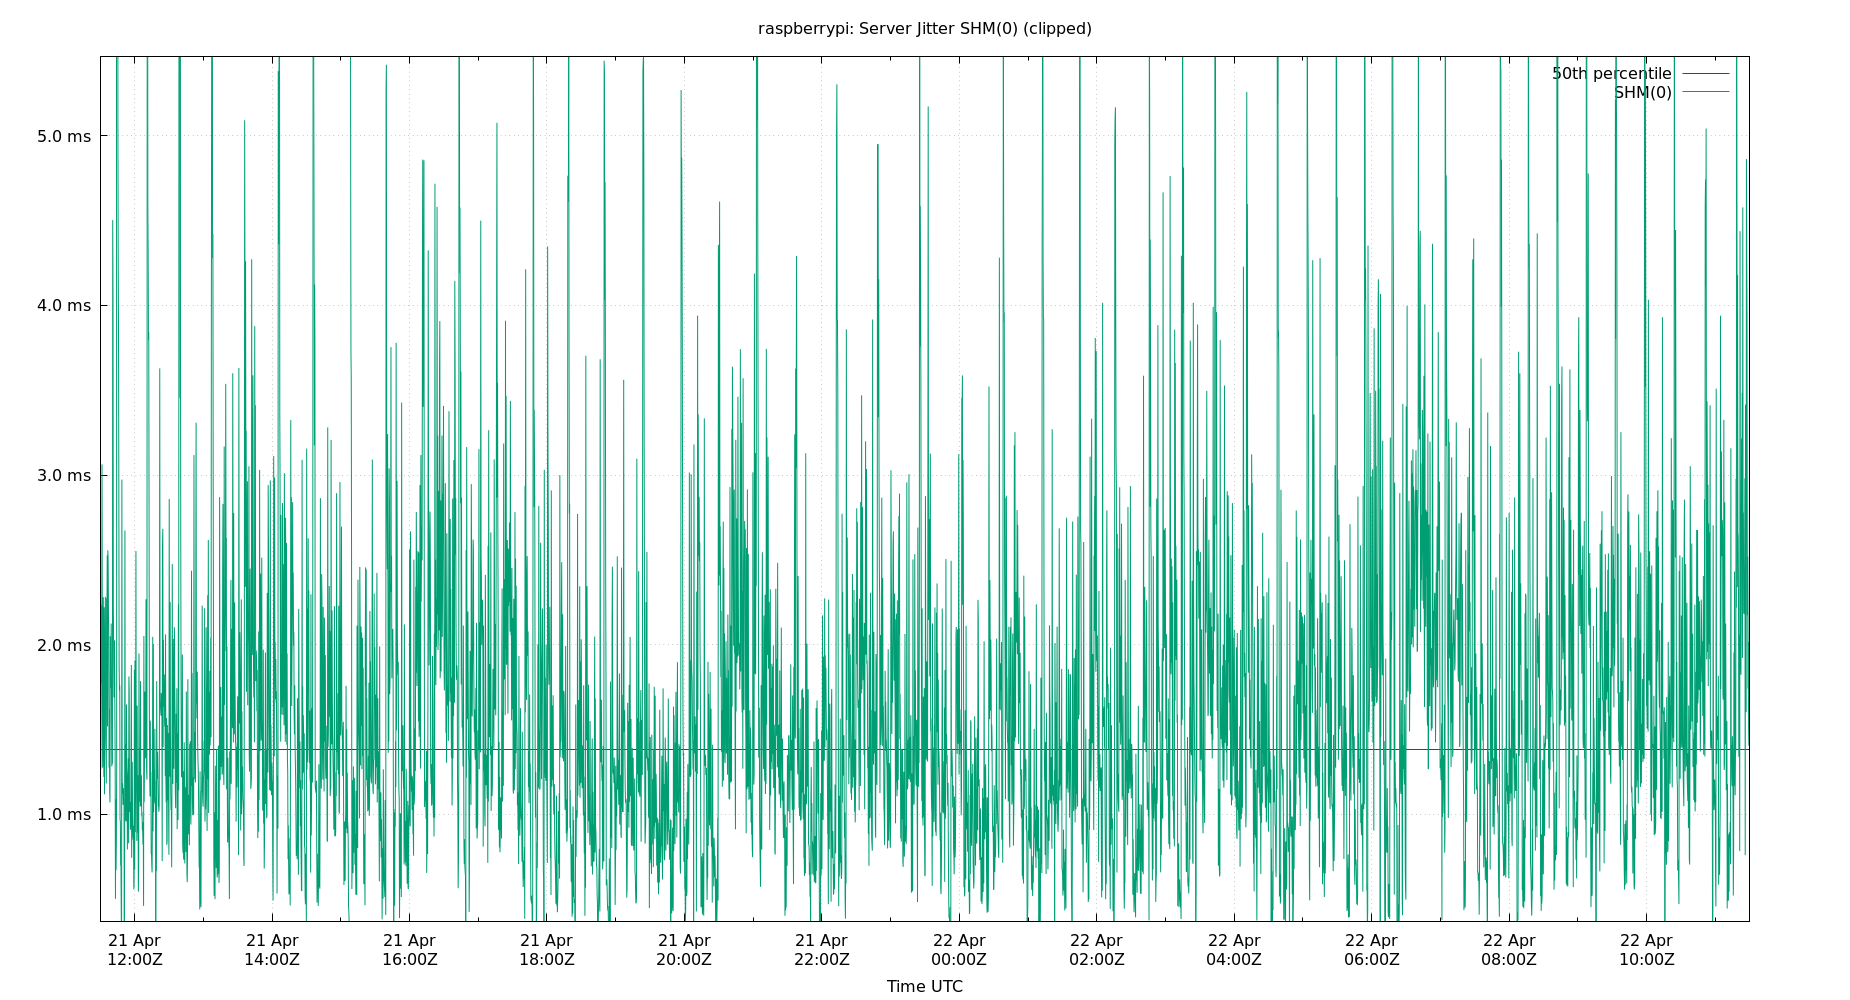 raspberrypi: Server Jitter SHM(0) (clipped)
50th percentile
SHM(0)
5.0 ms
4.0 ms
3.0 ms
2.0 ms
1.0 ms
21 Apr 21 Apr 21 Apr 21 Apr 21 Apr 21 Apr 22 Apr 22 Apr 22 Apr 22 Apr 22 Apr 22 Apr
12:00Z 14:00Z 16:00Z 18:00Z 20:00Z 22:00Z 00:00Z 02:00Z 04:00Z 06:00Z 08:00Z 10:00Z
Time UTC